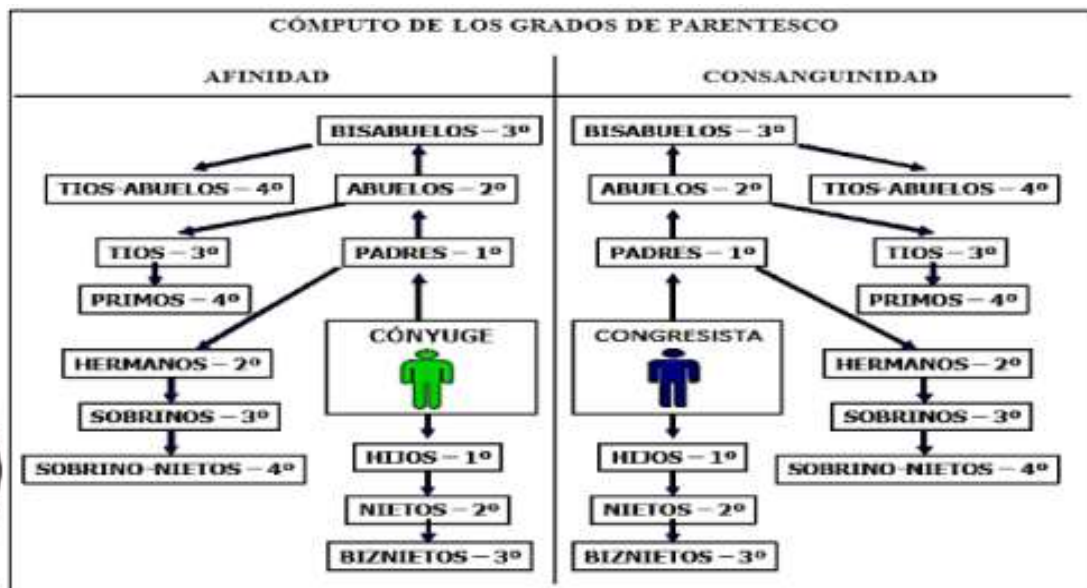 CÓMPUTO DE LOS GRADOS DE PARENTESCO
AFINIDAD
BISABUELOS – 3º
TIOS-ABUELOS – 4º
ABUELOS – 2º
TIOS – 3º
PADRES – 1º
PRIMOS – 4º
CÓNYUGE
HERMANOS – 2º
SOBRINOS – 3º
HIJOS – 1º
SOBRINO-NIETOS – 4º
NIETOS – 2º
BIZNIETOS – 3º
CONSANGUINIDAD
BISABUELOS – 3º
ABUELOS – 2º
TIOS-ABUELOS – 4º
PADRES – 1º
TIOS – 3º
PRIMOS – 4º
CONGRESISTA
HERMANOS – 2º
SOBRINOS – 3º
HIJOS – 1º
SOBRINO-NIETOS – 4º
NIETOS – 2º
BIZNIETOS – 3º